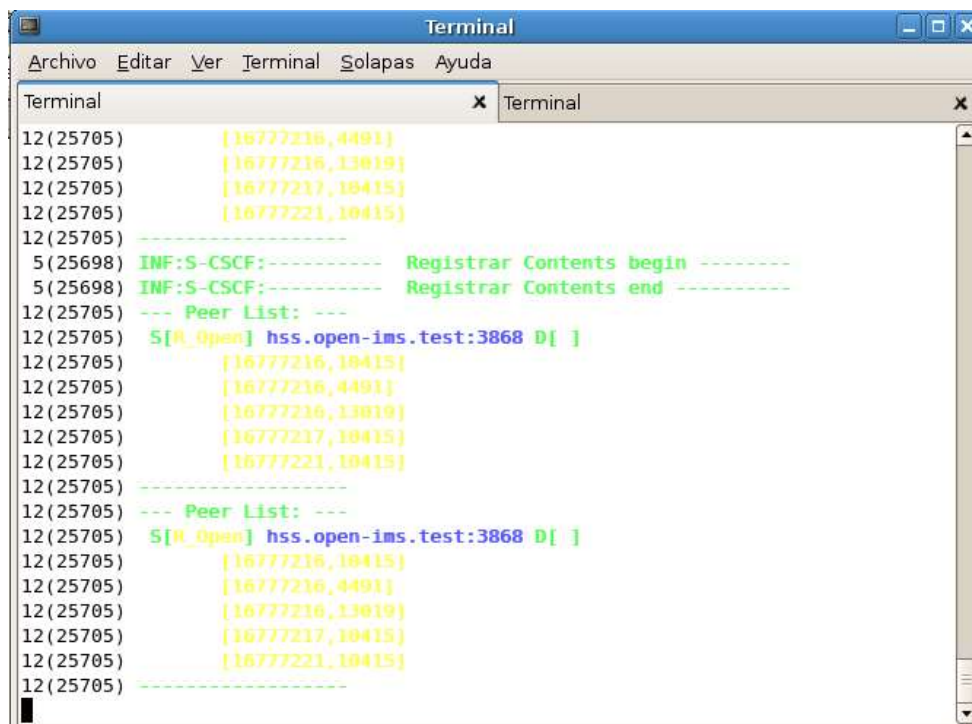 Terminal
Archivo Editar Ver Terminal Solapas Ayuda
Terminal Terminal
12(25705) [16777216,4491]
12(25705) [16777216,13019]
12(25705) [16777217,10415]
12(25705) [16777221,10415]
12(25705) ------------------
5(25698) INF:S-CSCF:---------- Registrar Contents begin --------
5(25698) INF:S-CSCF:---------- Registrar Contents end ----------
12(25705) --- Peer List: ---
12(25705) S[R_Open] hss.open-ims.test:3868 D[ ]
12(25705) [16777216,10415]
12(25705) [16777216,4491]
12(25705) [16777216,13019]
12(25705) [16777217,10415]
12(25705) [16777221,10415]
12(25705) ------------------
12(25705) --- Peer List: ---
12(25705) S[R_Open] hss.open-ims.test:3868 D[ ]
12(25705) [16777216,10415]
12(25705) [16777216,4491]
12(25705) [16777216,13019]
12(25705) [16777217,10415]
12(25705) [16777221,10415]
12(25705) ------------------